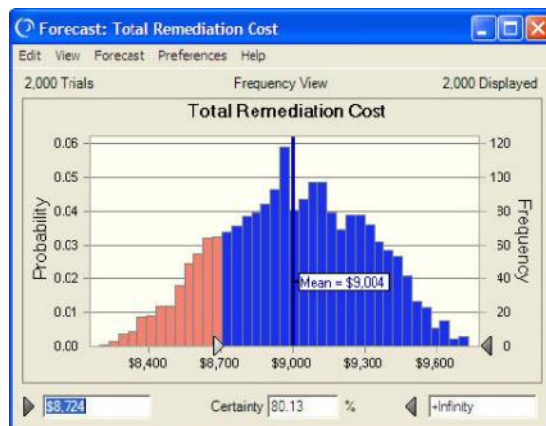 Forecast: Total Remediation Cost
Edit View Forecast Preferences Help
2,000 Trials Frequency View 2,000 Displayed
Total Remediation Cost
0.06 120
0.05 100
0.04 80
0.03 60
0.02 40
0.01 20
0.00 0
Probability
Frequency
Mean = $9,004
$8,400 $8,700 $9,000 $9,300 $9,600
$8,724 Certainty 80.13 % +Infinity